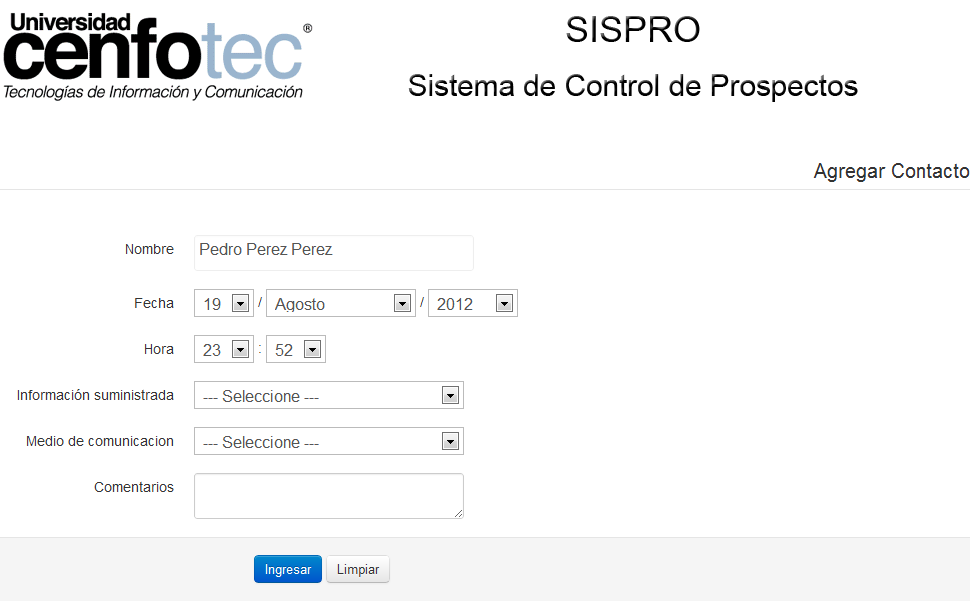 Universidad
cenfotec®
Tecnologías de Información y Comunicación
SISPRO
Sistema de Control de Prospectos
Agregar Contacto
Nombre Pedro Perez Perez
Fecha 19 / Agosto / 2012
Hora 23 : 52
Información suministrada --- Seleccione ---
Medio de comunicacion --- Seleccione ---
Comentarios
Ingresar Limpiar